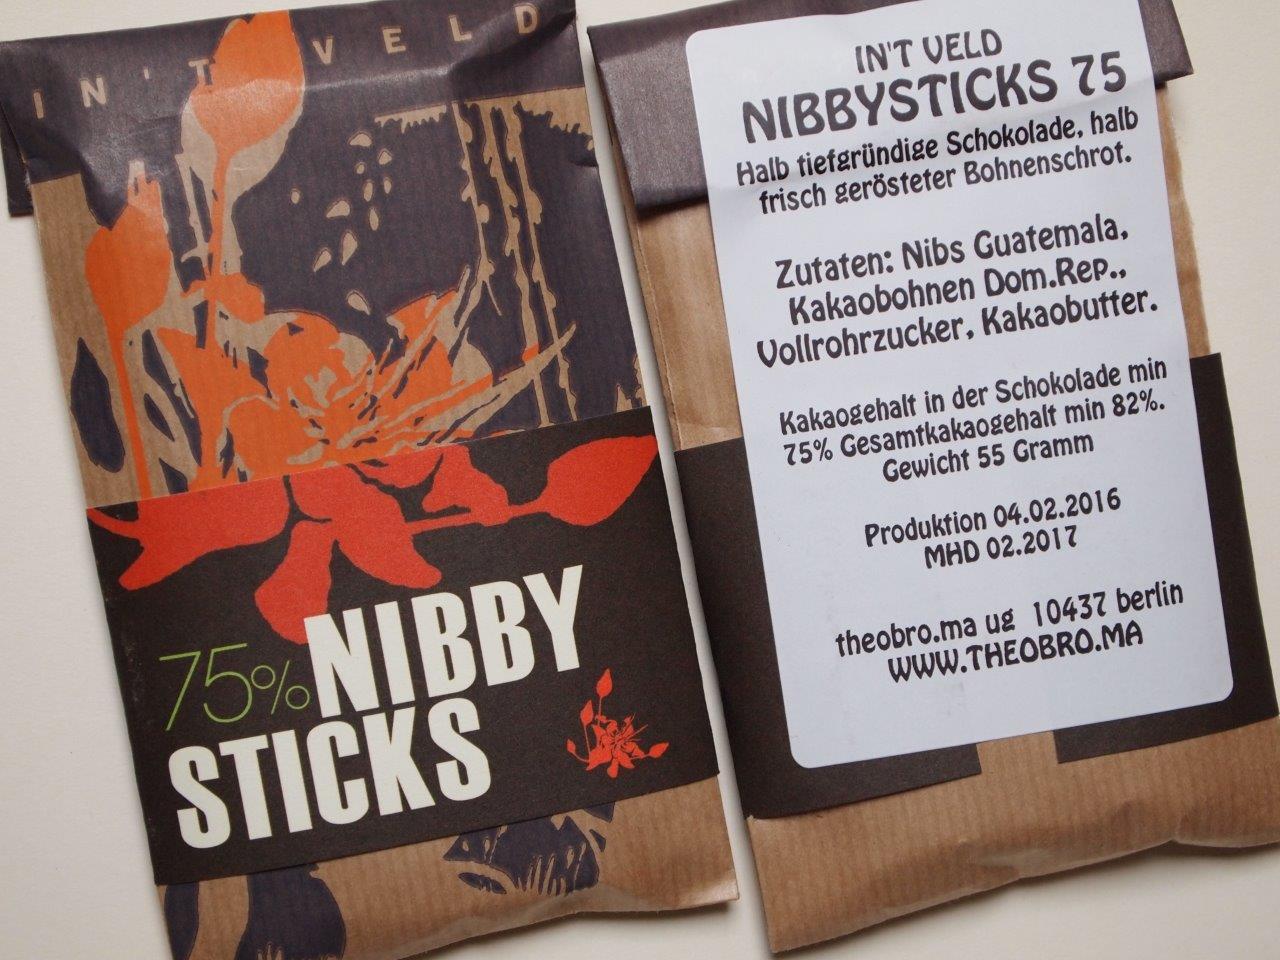 IN'T VELD
75% NIBBY
STICKS
IN'T VELD
NIBBYSTICKS 75
Halb tiefgründige Schokolade, halb
frisch gerösteter Bohnenschrot.
Zutaten: Nibs Guatemala,
Kakaobohnen Dom.Rep.,
Vollrohrzucker, Kakaobutter.
Kakaogehalt in der Schokolade min
75% Gesamtkakaogehalt min 82%.
Gewicht 55 Gramm
Produktion 04.02.2016
MHD 02.2017
theobro.ma ug 10437 berlin
WWW.THEOBRO.MA